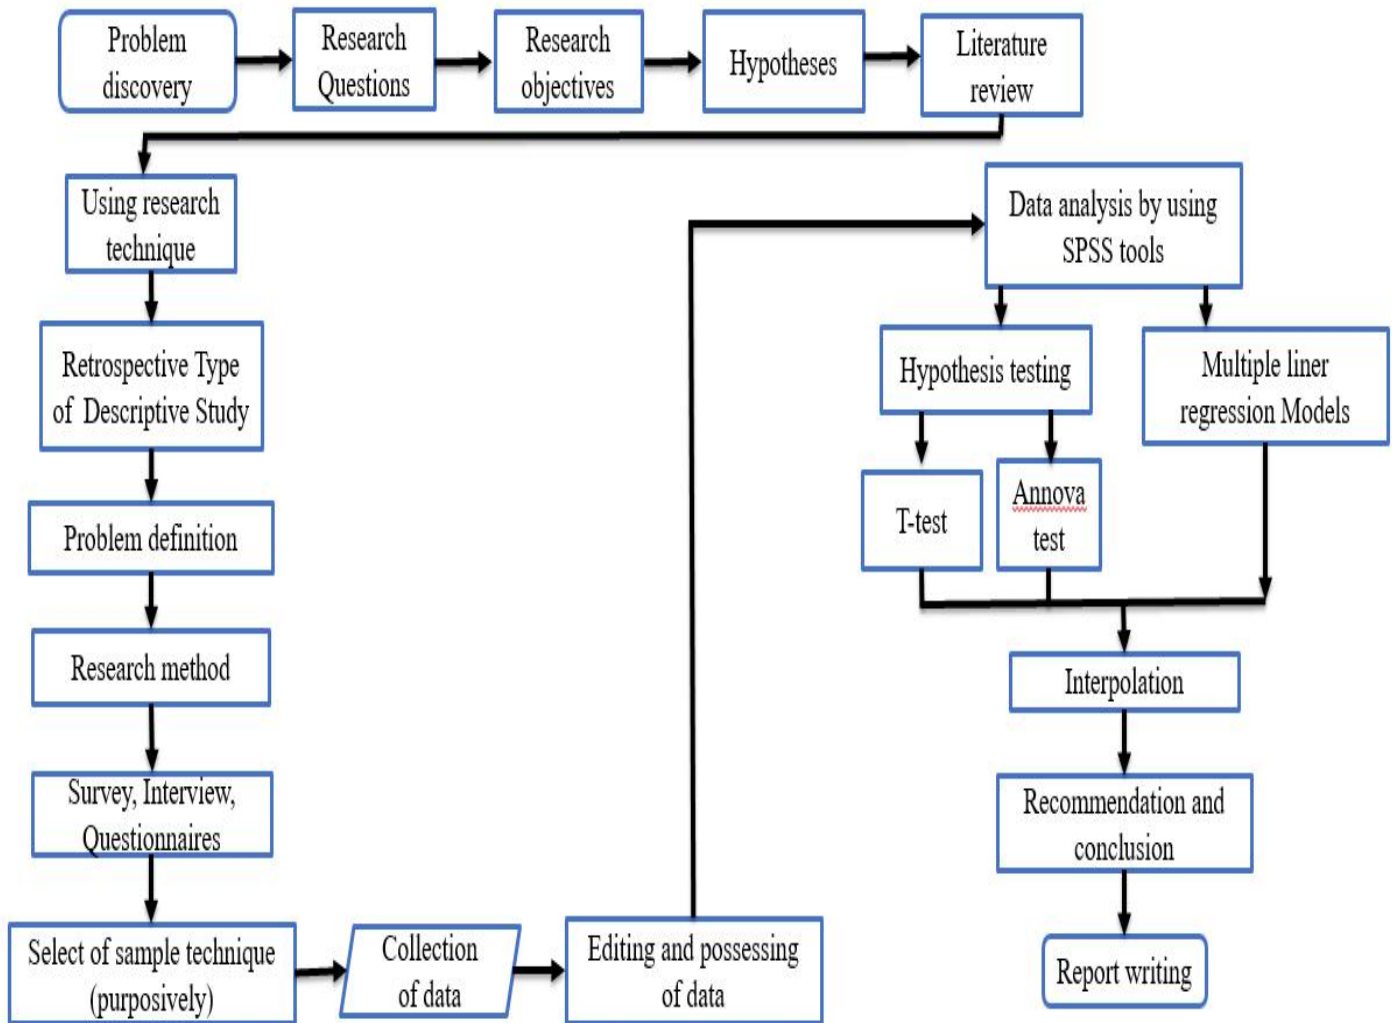 Problem
discovery
Research
Questions
Research
objectives
Hypotheses
Literature
review
Using research
technique
Retrospective Type
of Descriptive Study
Problem definition
Research method
Survey, Interview,
Questionnaires
Select of sample technique
(purposively)
Collection
of data
Editing and possessing
of data
Data analysis by using
SPSS tools
Hypothesis testing
Multiple liner
regression Models
T-test
Annova
test
Interpolation
Recommendation and
conclusion
Report writing